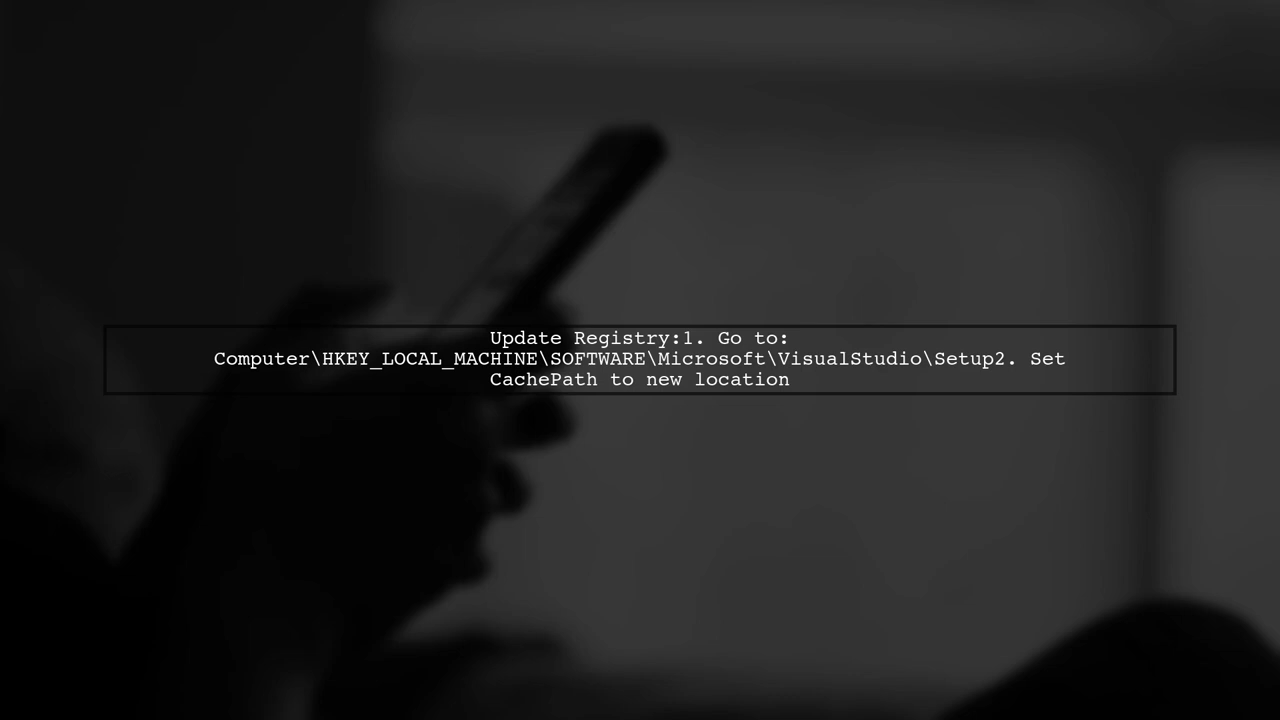 Update Registry:1. Go to:
Computer\HKEY_LOCAL_MACHINE\SOFTWARE\Microsoft\VisualStudio\Setup2. Set
CachePath to new location